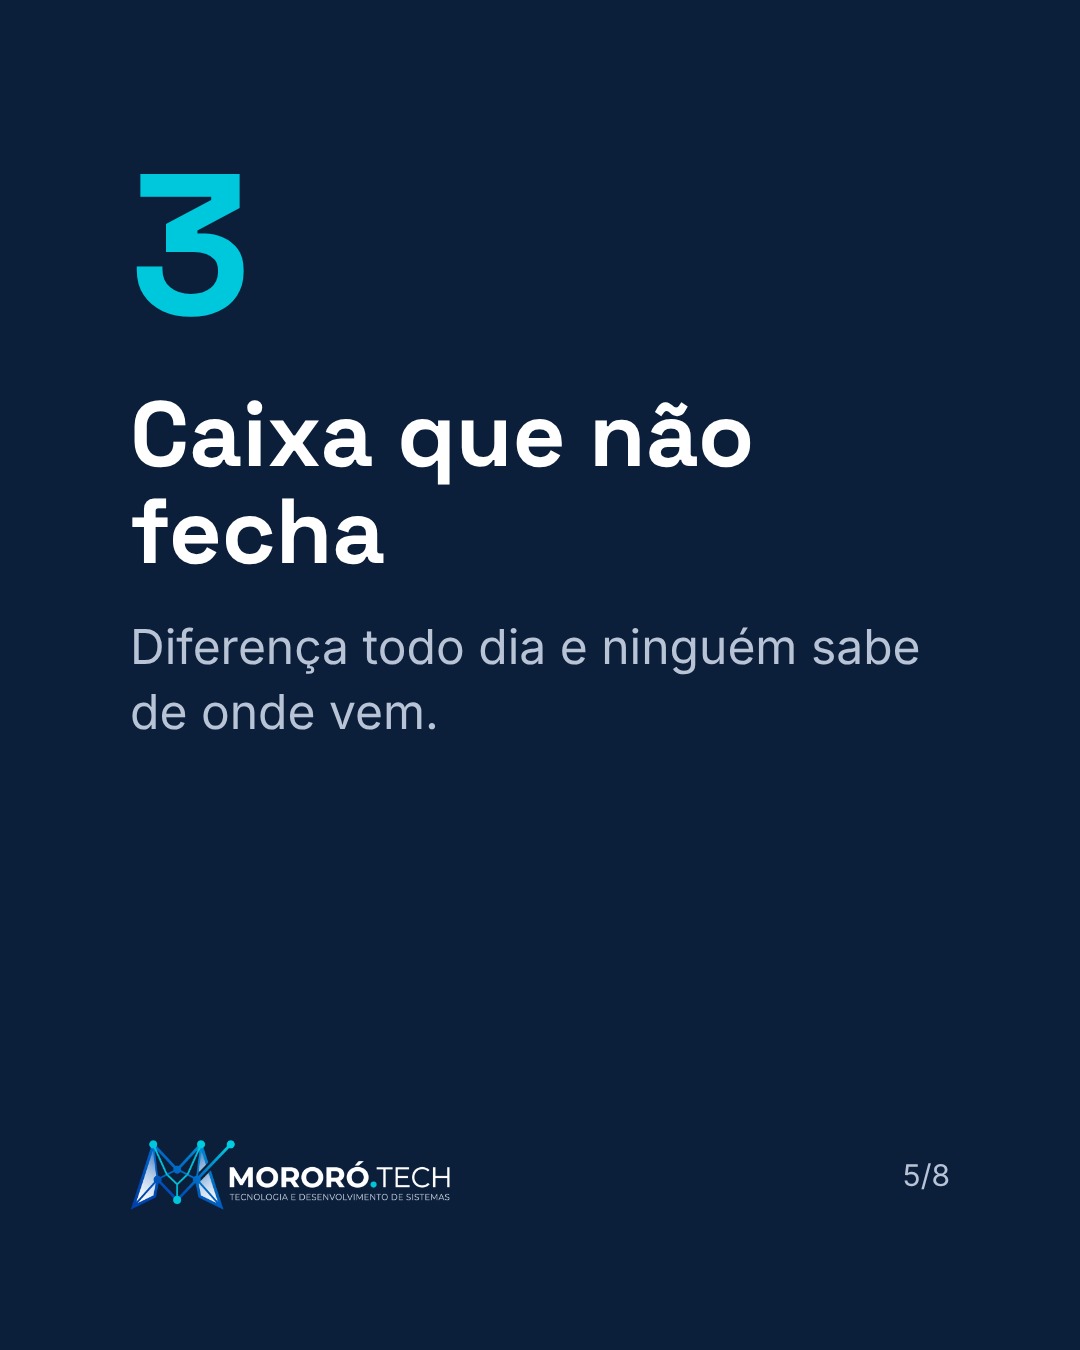 3
Caixa que não
fecha
Diferença todo dia e ninguém sabe
de onde vem.
MORORÓ.TECH
TECNOLOGIA E DESENVOLVIMENTO DE SISTEMAS
5/8